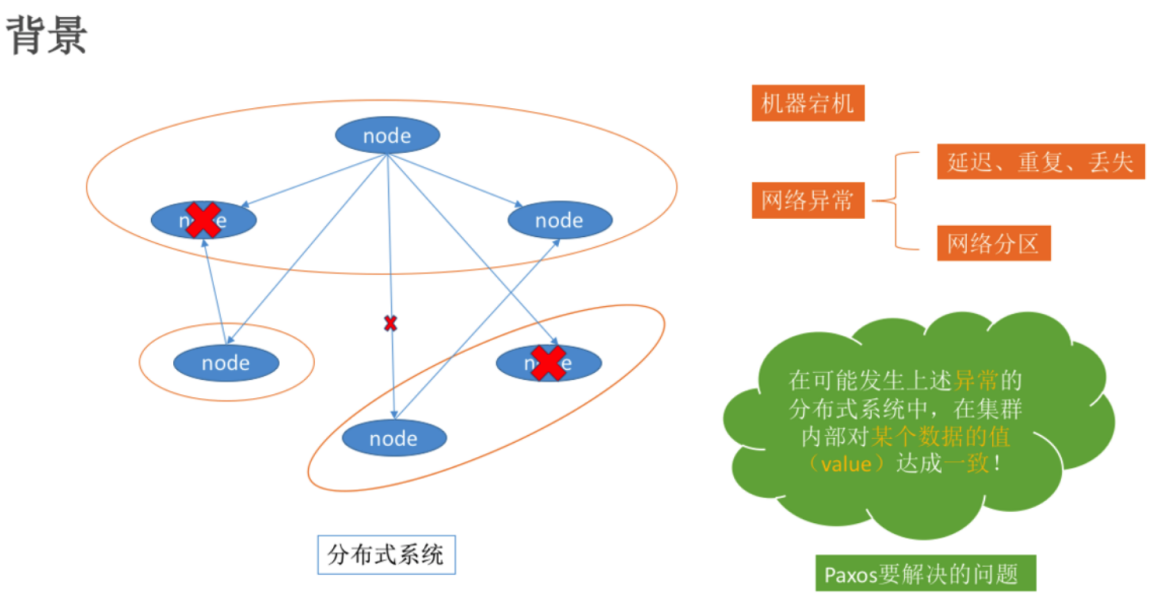 背景
node
node
node
node
node
node
分布式系统
机器宕机
网络异常
延迟、重复、丢失
网络分区
在可能发生上述异常的
分布式系统中，在集群
内部对某个数据的值
（value）达成一致！
Paxos要解决的问题